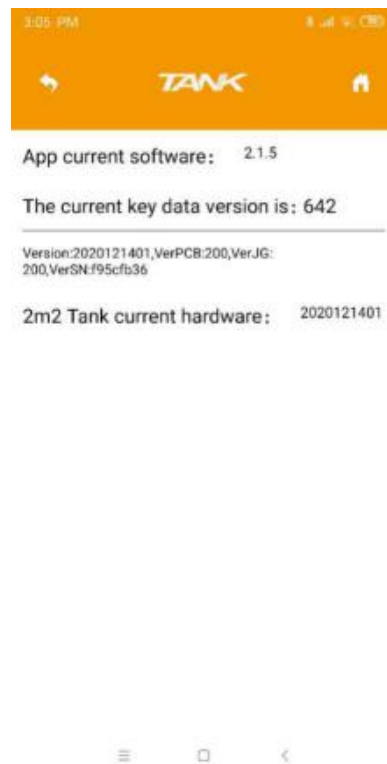 3:05 PM
TANK
App current software: 2.1.5
The current key data version is: 642
Version:2020121401,VerPCB:200,VerJG:
200,VerSN:f95cfb36
2m2 Tank current hardware: 2020121401